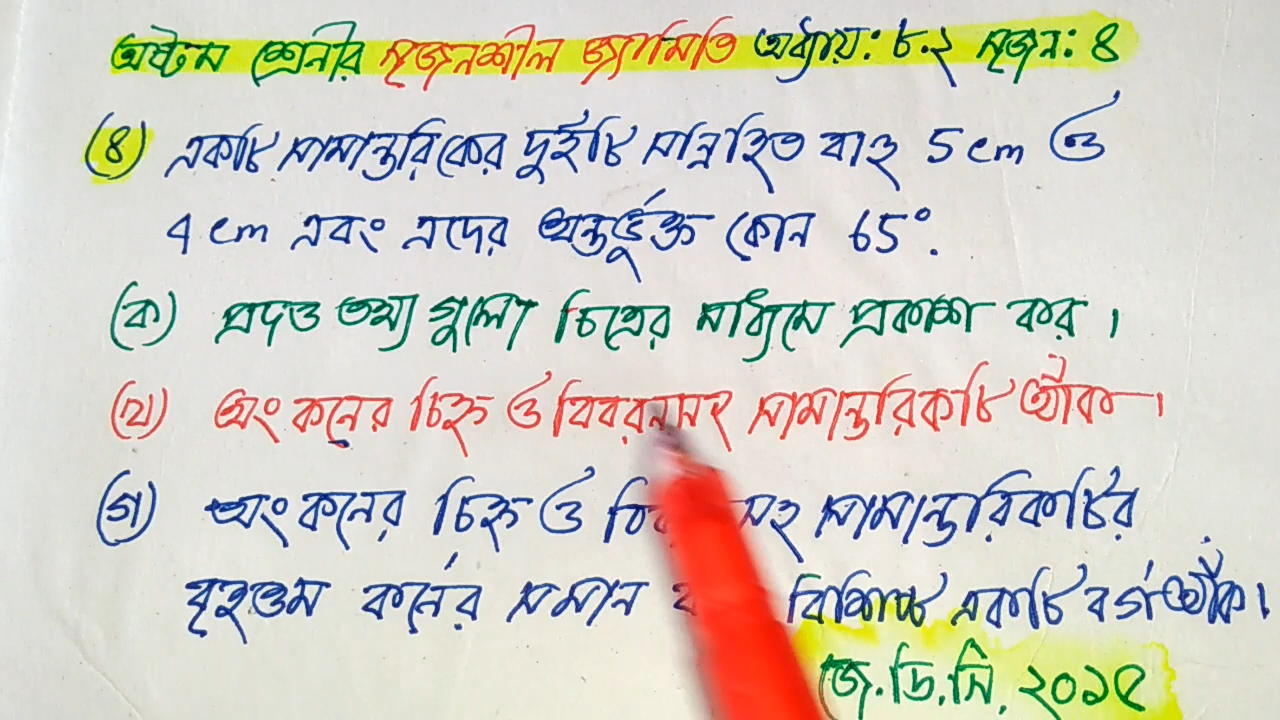 অষ্টম শ্রেনীর সৃজনশীল জ্যামিতি অধ্যায়: ৮.২ সৃজন: ৪
(৪) একটি সামান্তরিকের দুইটি সন্নিহিত বাহু 5 cm ও
4 cm এবং এদের অন্তর্ভুক্ত কোন 65°.
(ক) প্রদত্ত তথ্য গুলো চিত্রের মাধ্যমে প্রকাশ কর।
(খ) অংকনের চিহ্ন ও বিবরনসহ সামান্তরিকটি আঁক।
(গ) অংকনের চিহ্ন ও সহ সামান্তরিকটির
বৃহত্তম কর্নের সমান বিশিষ্ট একটি বর্গ আঁক।
জে.ডি.সি, ২০১৫